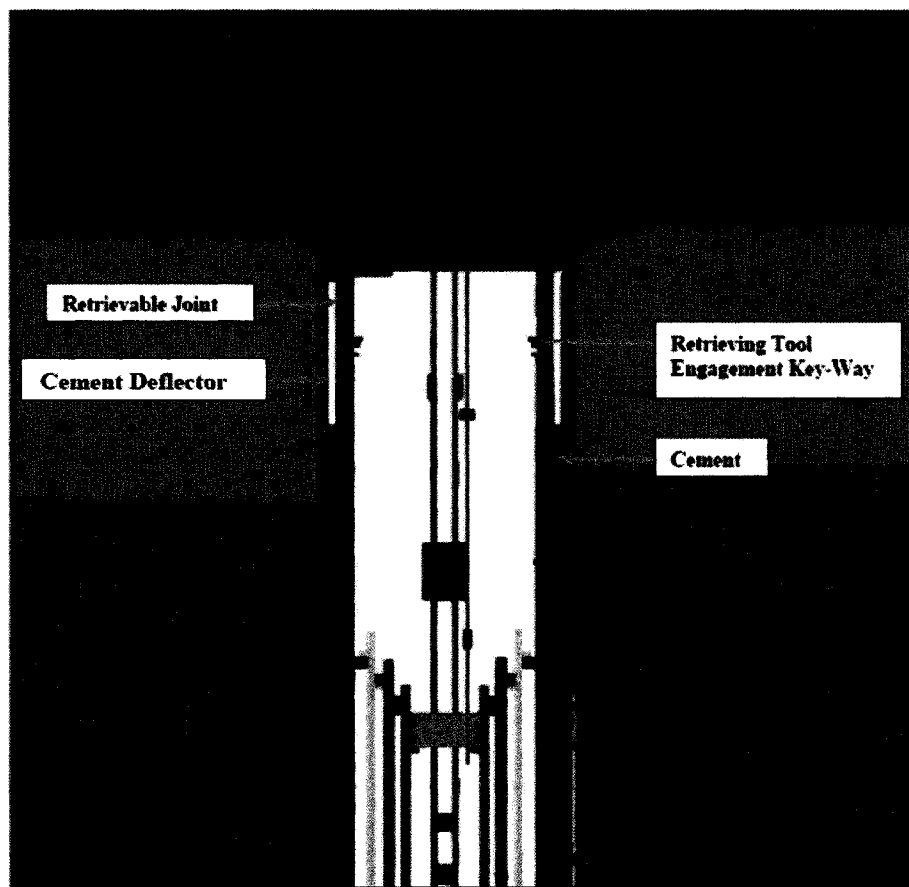 Retrievable Joint
Retrieving Tool
Engagement Key-Way
Cement Deflector
Cement